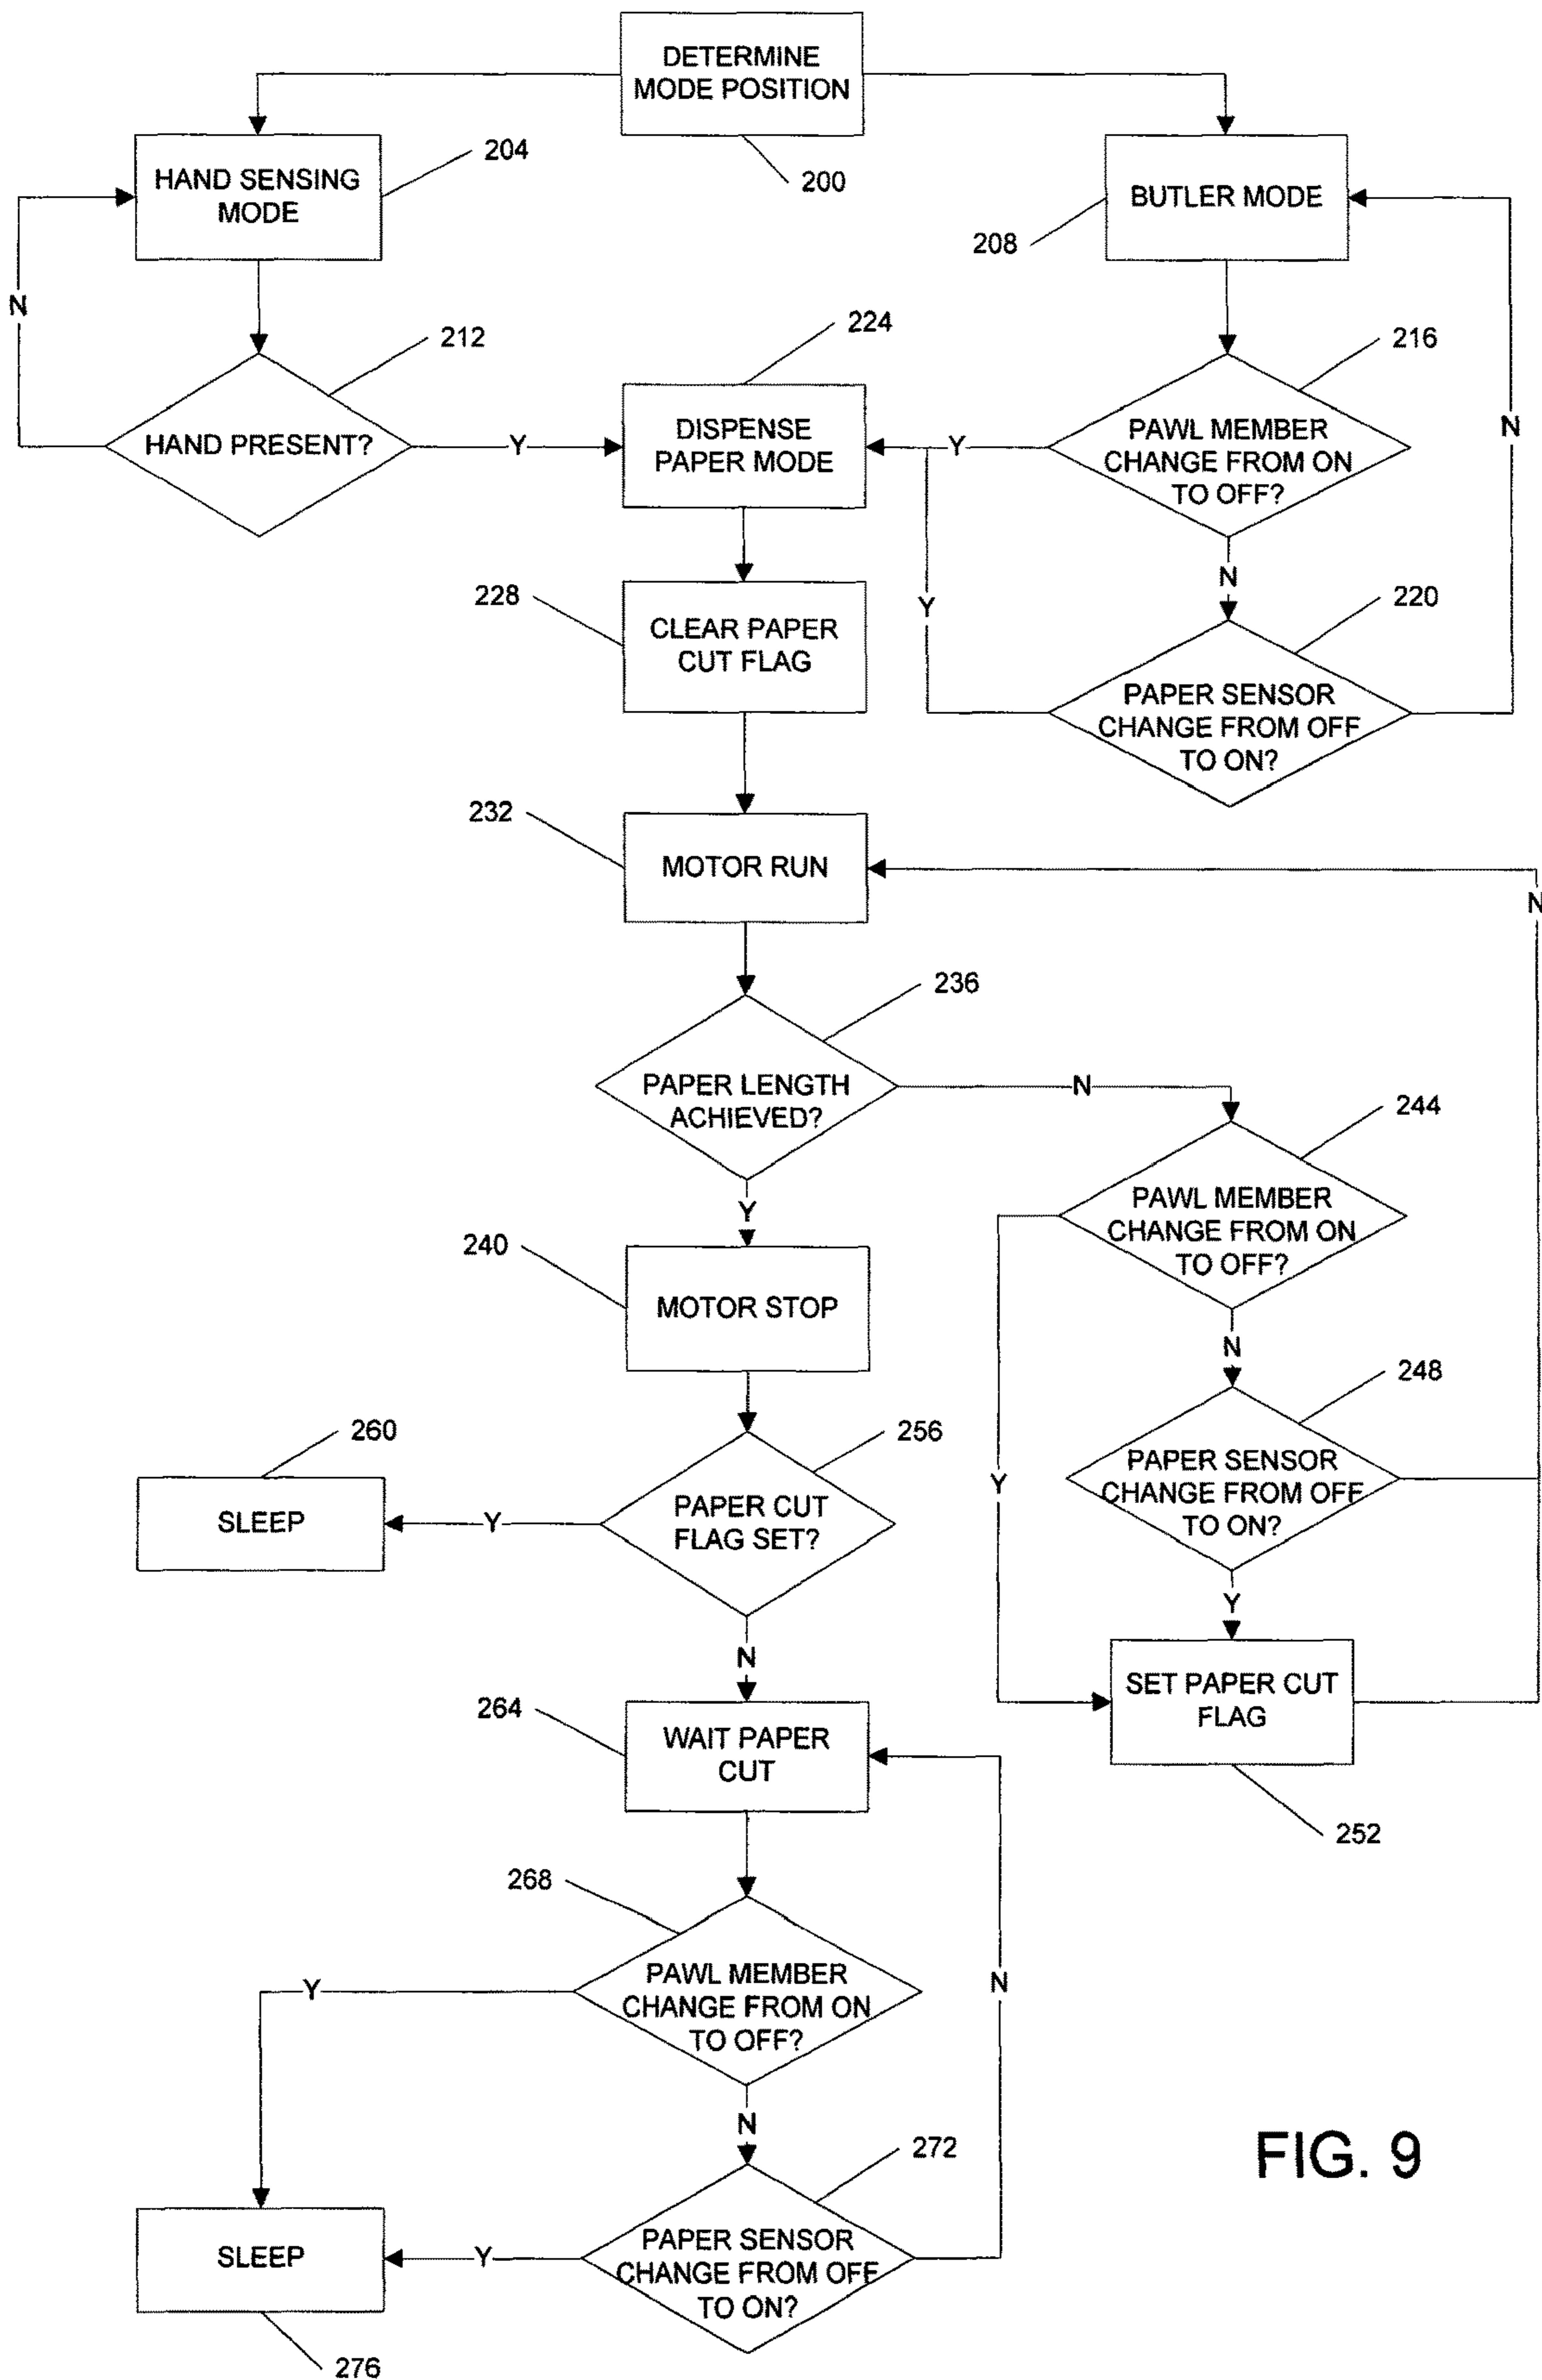 DETERMINE
MODE POSITION
200
HAND SENSING
MODE
204
BUTLER MODE
208
N
N
HAND PRESENT?
212
Y
DISPENSE
PAPER MODE
224
Y
PAWL MEMBER
CHANGE FROM ON
TO OFF?
216
N
Y
PAPER SENSOR
CHANGE FROM OFF
TO ON?
220
CLEAR PAPER
CUT FLAG
228
MOTOR RUN
232
N
PAPER LENGTH
ACHIEVED?
236
N
Y
PAWL MEMBER
CHANGE FROM ON
TO OFF?
244
MOTOR STOP
240
N
Y
PAPER SENSOR
CHANGE FROM OFF
TO ON?
248
Y
SET PAPER CUT
FLAG
252
PAPER CUT
FLAG SET?
256
Y
SLEEP
260
N
WAIT PAPER
CUT
264
PAWL MEMBER
CHANGE FROM ON
TO OFF?
268
Y
N
N
PAPER SENSOR
CHANGE FROM OFF
TO ON?
272
Y
SLEEP
276
FIG. 9